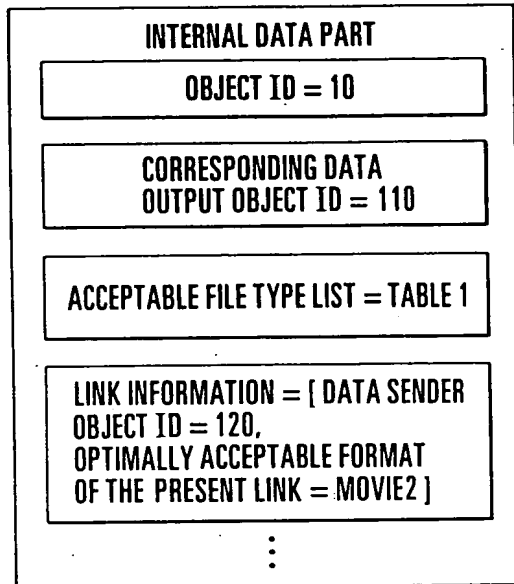 INTERNAL DATA PART
OBJECT ID = 10
CORRESPONDING DATA
OUTPUT OBJECT ID = 110
ACCEPTABLE FILE TYPE LIST = TABLE 1
LINK INFORMATION = [ DATA SENDER
OBJECT ID = 120,
OPTIMALLY ACCEPTABLE FORMAT
OF THE PRESENT LINK = MOVIE2 ]